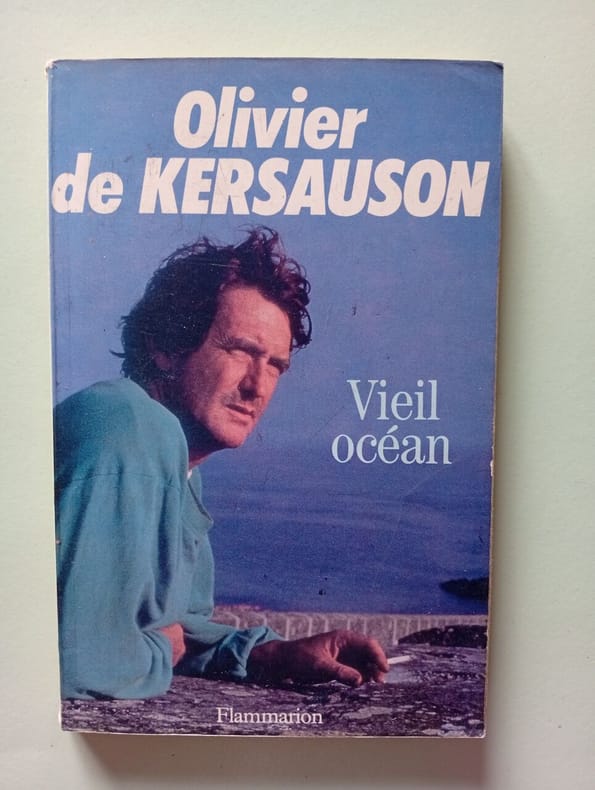 Olivier
de KERSAUSON
Vieil
océan
Flammarion